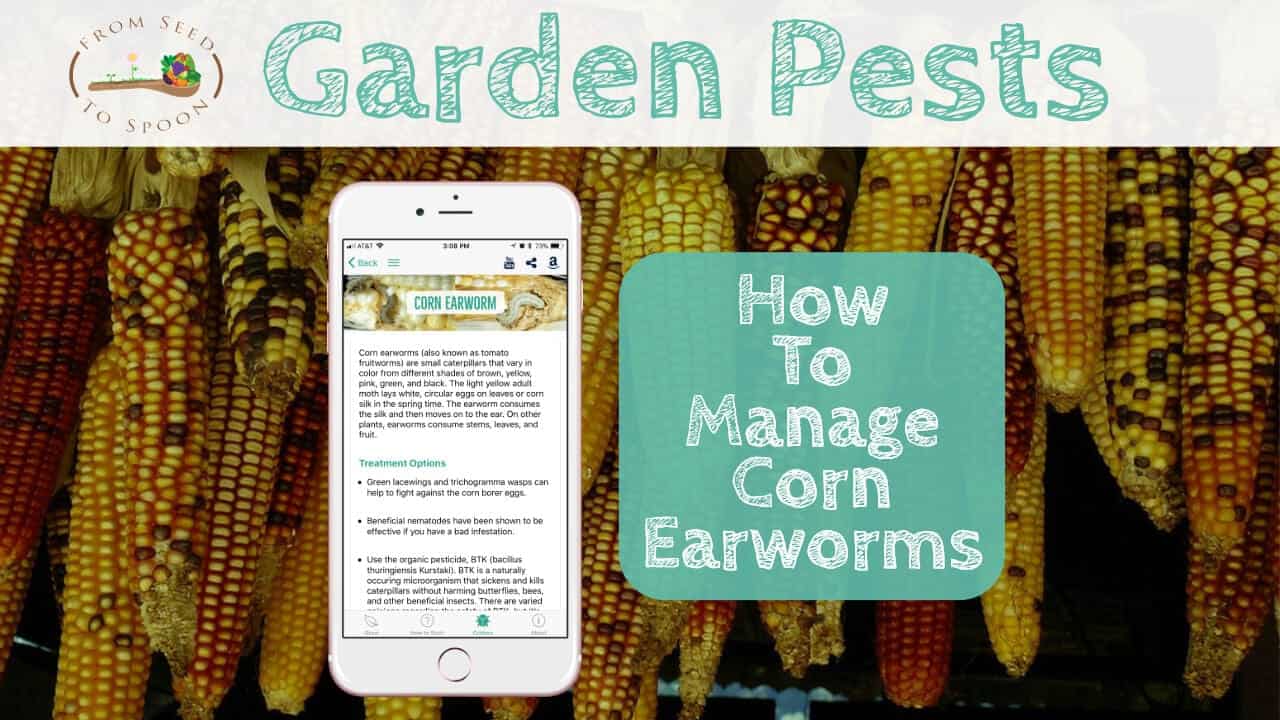 FROM SEED
TO SPOON
Garden Pests
AT&T
3:08 PM
73%
Back
CORN EARWORM
Corn earworms (also known as tomato
fruitworms) are small caterpillars that vary in
color from different shades of brown, yellow,
pink, green, and black. The light yellow adult
moth lays white, circular eggs on leaves or corn
silk in the spring time. The earworm consumes
the silk and then moves on to the ear. On other
plants, earworms consume stems, leaves, and
fruit.
Treatment Options
• Green lacewings and trichogramma wasps can
help to fight against the corn borer eggs.
• Beneficial nematodes have been shown to be
effective if you have a bad infestation.
• Use the organic pesticide, BTK (bacillus
thuringiensis Kurstaki). BTK is a naturally
occuring microorganism that sickens and kills
caterpillars without harming butterflies, bees,
and other beneficial insects. There are varied
Critters
About
How
To
Manage
Corn
Earworms